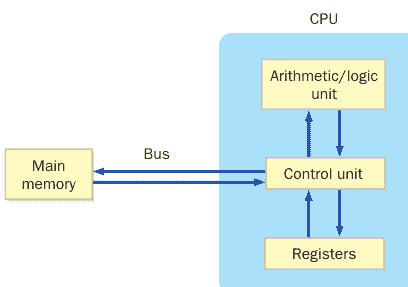 CPU
Arithmetic/logic
unit
Bus
Main
memory
Control unit
Registers